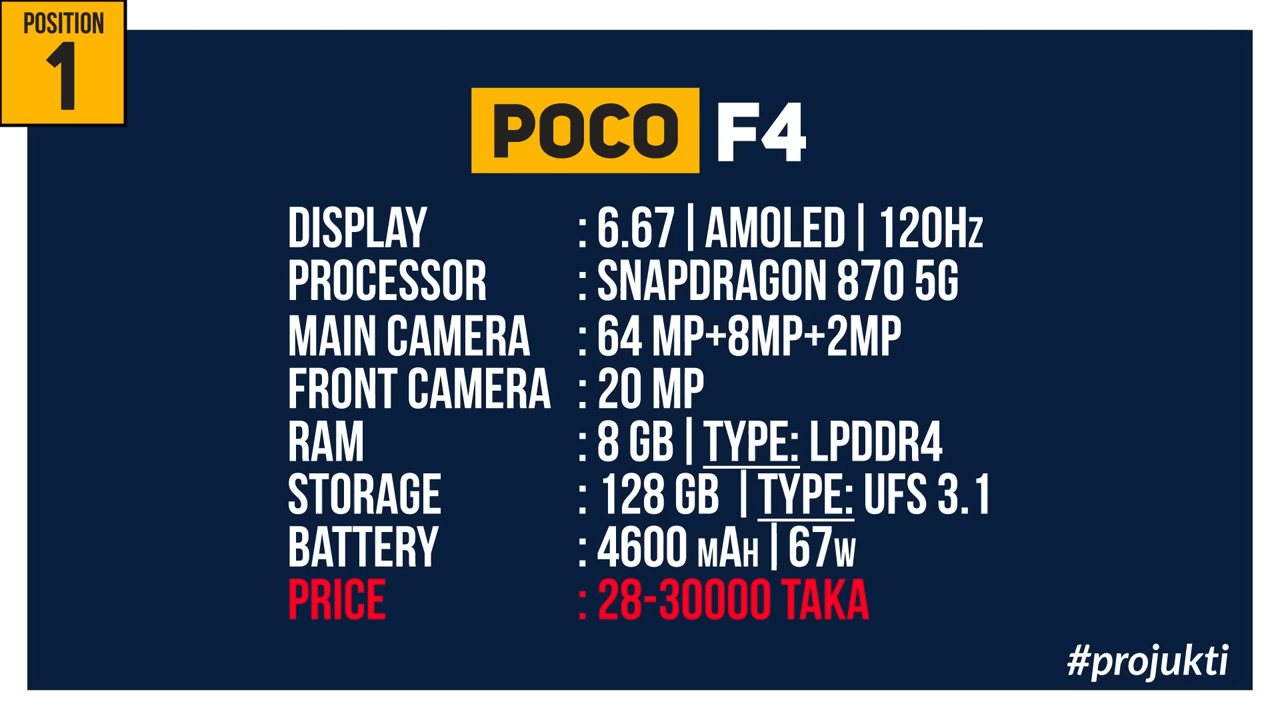 POSITION
1
POCO F4
DISPLAY : 6.67 | AMOLED | 120Hz
PROCESSOR : SNAPDRAGON 870 5G
MAIN CAMERA : 64 MP+8MP+2MP
FRONT CAMERA : 20 MP
RAM : 8 GB | TYPE: LPDDR4
STORAGE : 128 GB | TYPE: UFS 3.1
BATTERY : 4600 mAh | 67w
PRICE : 28-30000 TAKA
#projukti